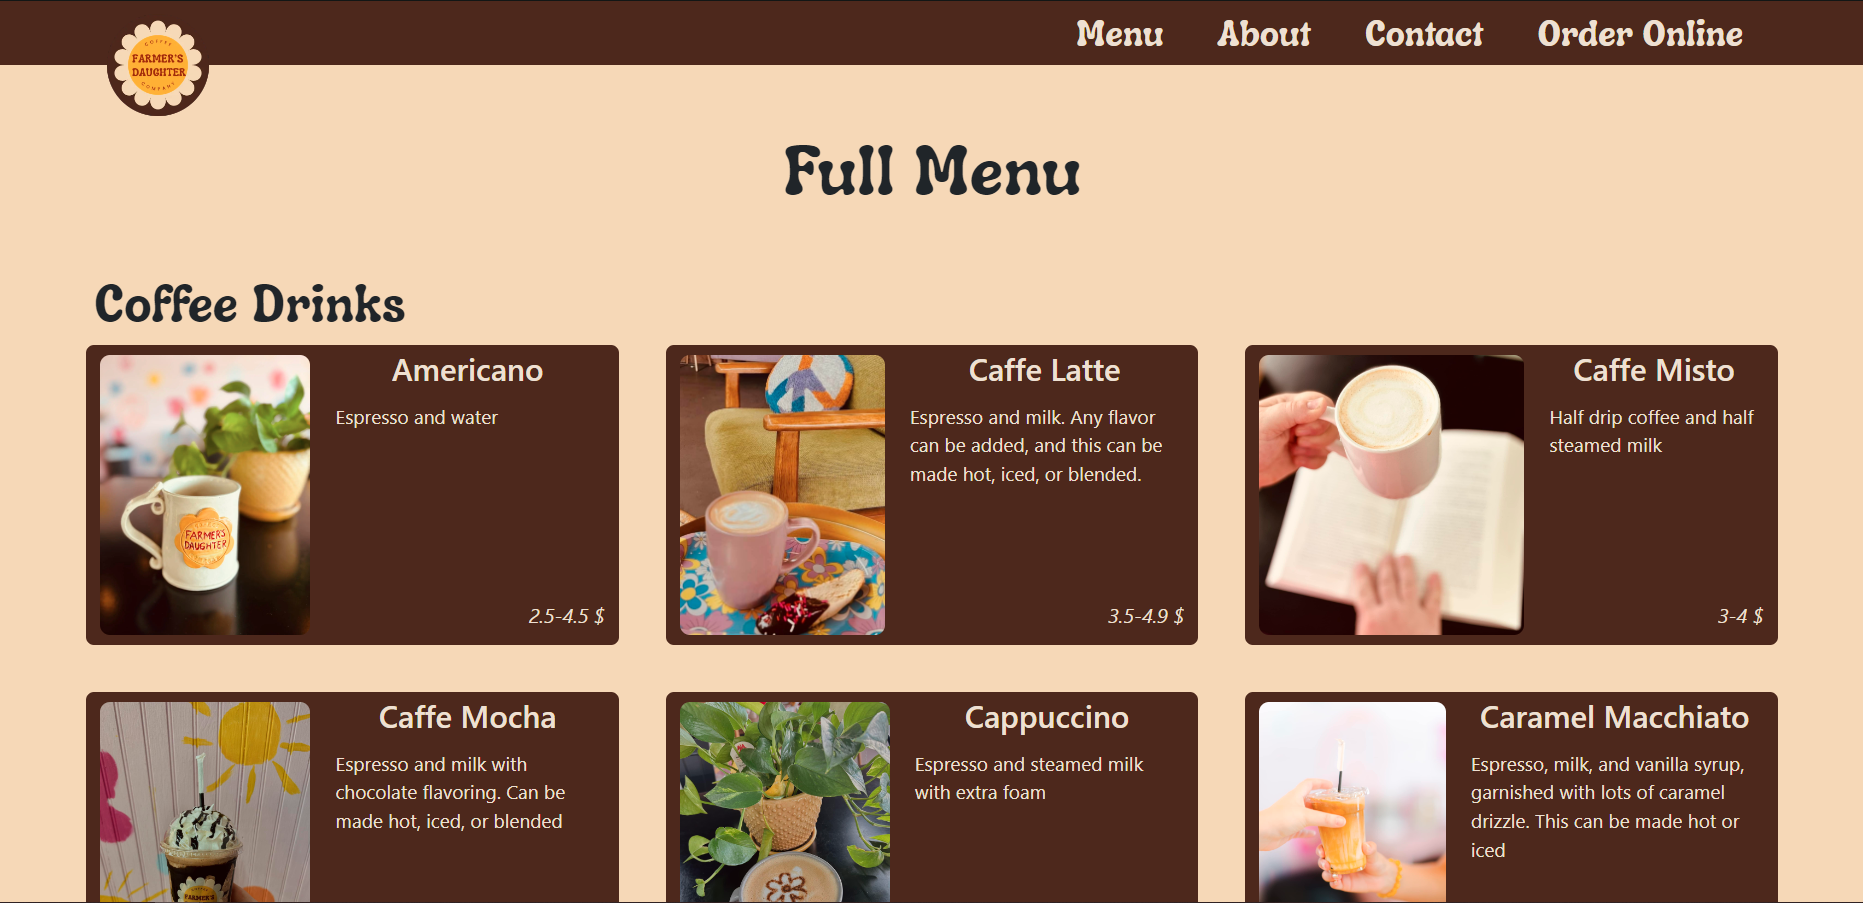 Menu About Contact Order Online
COFFEE
FARMER'S
DAUGHTER
COMPANY
Full Menu
Coffee Drinks
Americano
Espresso and water
FARMER'S
DAUGHTER
2.5-4.5 $
Caffe Latte
Espresso and milk. Any flavor
can be added, and this can be
made hot, iced, or blended.
3.5-4.9 $
Caffe Misto
Half drip coffee and half
steamed milk
3-4 $
Caffe Mocha
Espresso and milk with
chocolate flavoring. Can be
made hot, iced, or blended
FARMER'S
Cappuccino
Espresso and steamed milk
with extra foam
Caramel Macchiato
Espresso, milk, and vanilla syrup,
garnished with lots of caramel
drizzle. This can be made hot or
iced